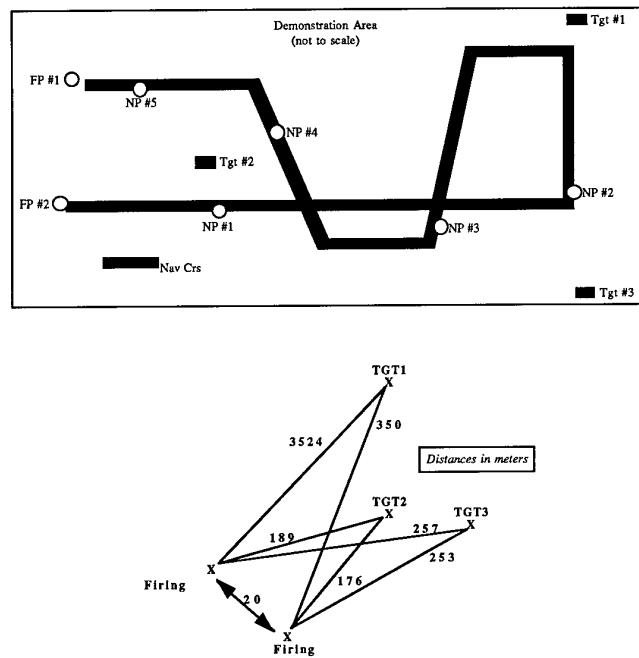 Demonstration Area
(not to scale)
Tgt #1
FP #1
NP #5
NP #4
Tgt #2
NP #2
FP #2
NP #1
NP #3
Nav Crs
Tgt #3
TGT1
X
350
3524
Distances in meters
TGT2
X
TGT3
X
257
189
253
X
176
Firing
20
X
Firing